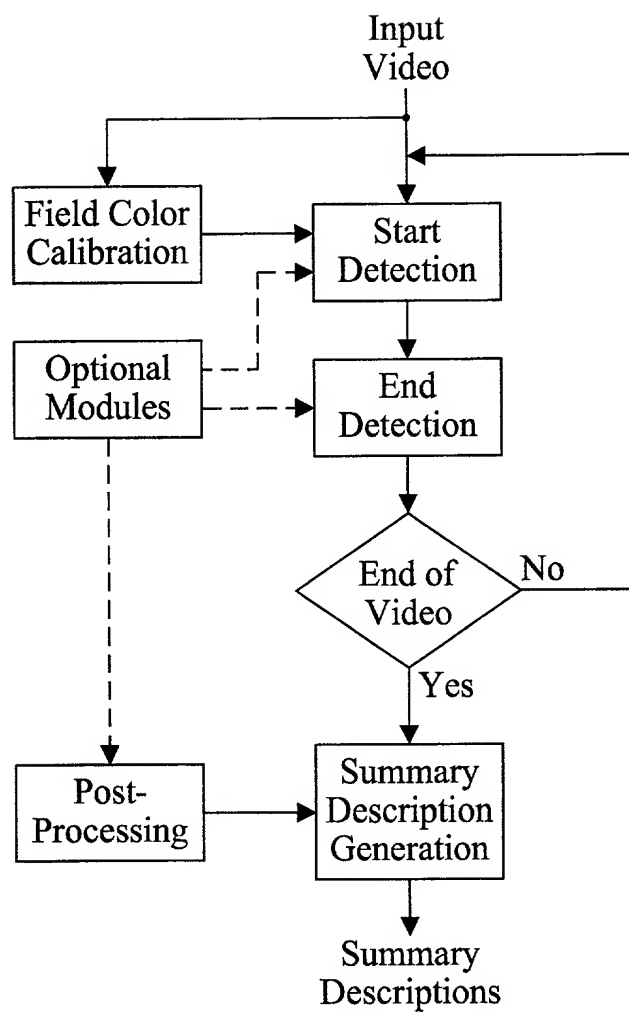 Input
Video
Field Color
Calibration
Start
Detection
Optional
Modules
End
Detection
End of
Video
No
Yes
Post-
Processing
Summary
Description
Generation
Summary
Descriptions